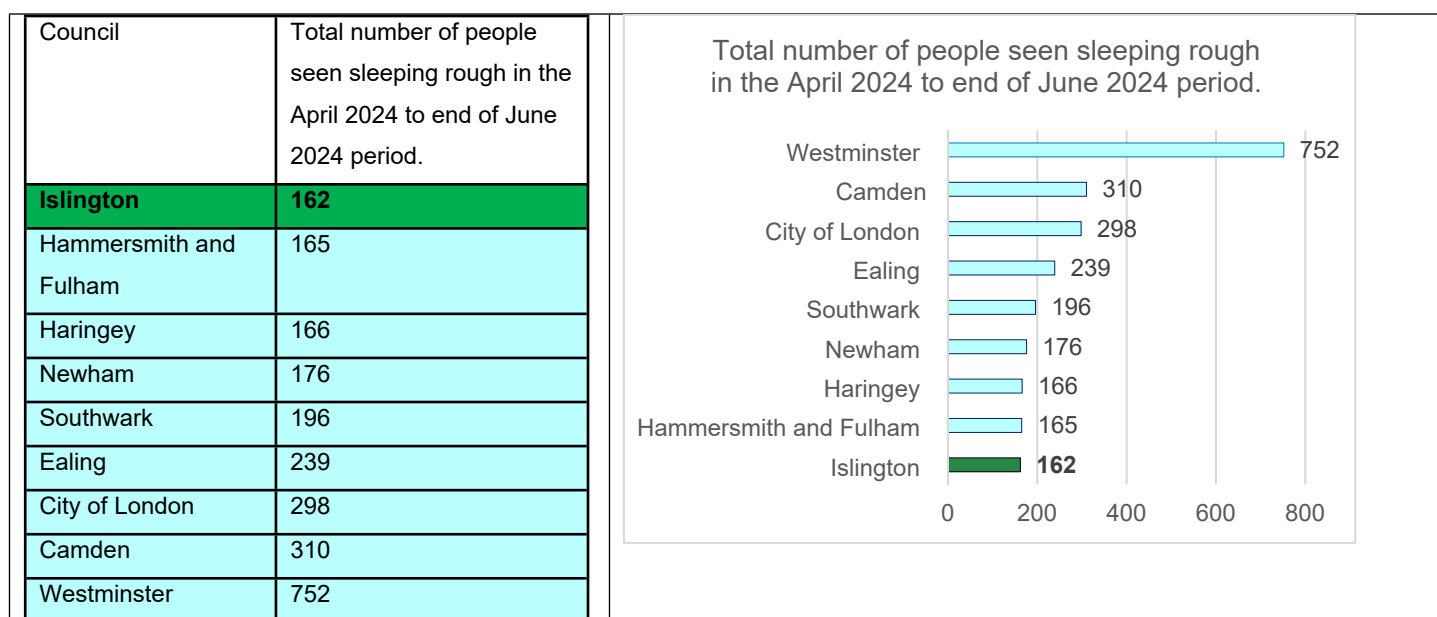 Council
Total number of people
seen sleeping rough in the
April 2024 to end of June
2024 period.
Islington
162
Hammersmith and
Fulham
165
Haringey
166
Newham
176
Southwark
196
Ealing
239
City of London
298
Camden
310
Westminster
752
Total number of people seen sleeping rough
in the April 2024 to end of June 2024 period.
Westminster
752
Camden
310
City of London
298
Ealing
239
Southwark
196
Newham
176
Haringey
166
Hammersmith and Fulham
165
Islington
162
0 200 400 600 800